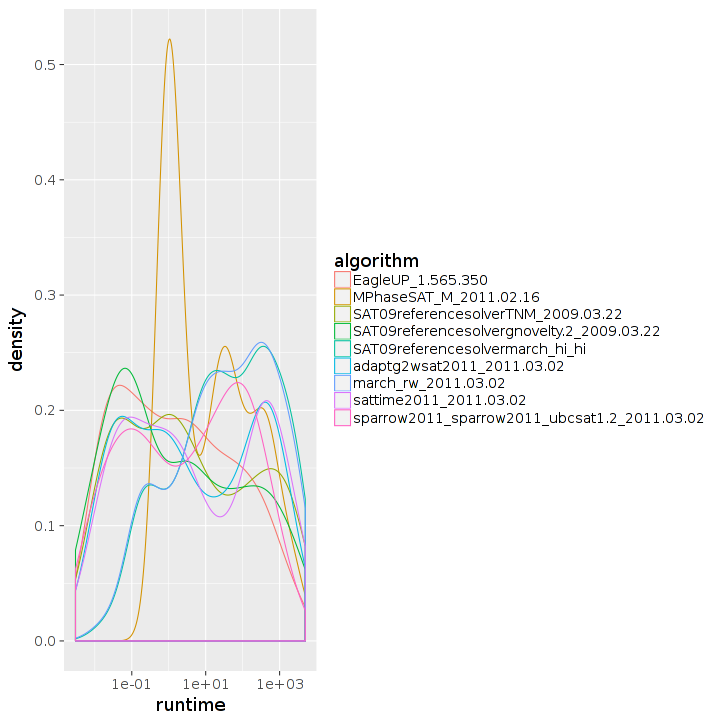 density
0.5
0.4
0.3
0.2
0.1
0.0
1e-01 1e+01 1e+03
runtime
algorithm
EagleUP_1.565.350
MPhaseSAT_M_2011.02.16
SAT09referencesolverTNM_2009.03.22
SAT09referencesolvergnovelty.2_2009.03.22
SAT09referencesolvermarch_hi_hi
adaptg2wsat2011_2011.03.02
march_rw_2011.03.02
sattime2011_2011.03.02
sparrow2011_sparrow2011_ubcsat1.2_2011.03.02